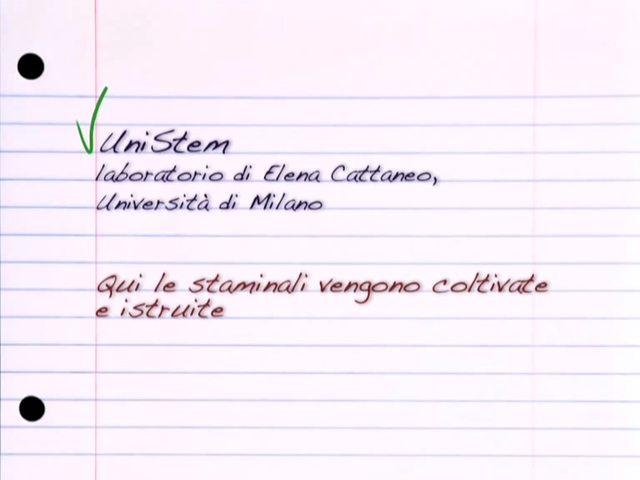 UniStem
laboratorio di Elena Cattaneo,
Università di Milano
Qui le staminali vengono coltivate
e istruite